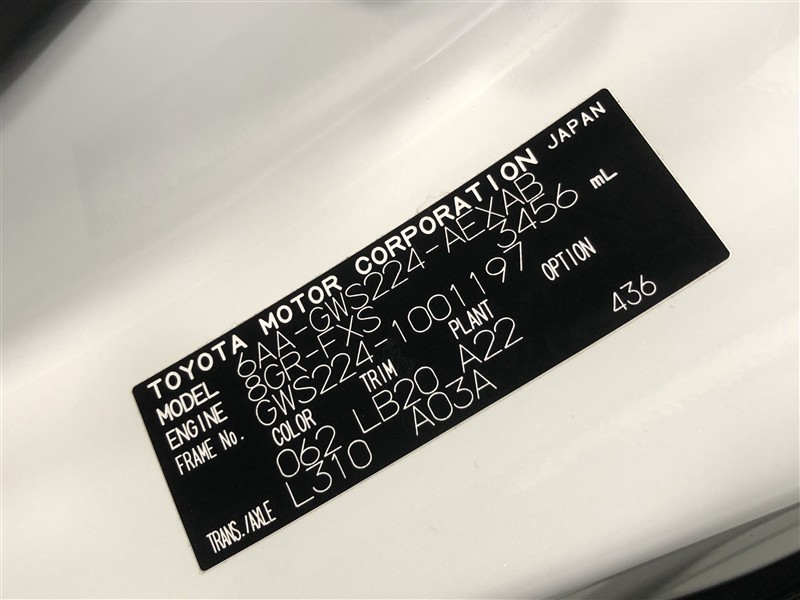 TOYOTA MOTOR CORPORATION JAPAN
MODEL 6AA-GWS224-AEXAB
ENGINE 8GR-FXS 3456 mL
FRAME No. GWS224-1001197
COLOR TRIM PLANT OPTION
062 LB20 A22 436
TRANS./AXLE L310 A03A